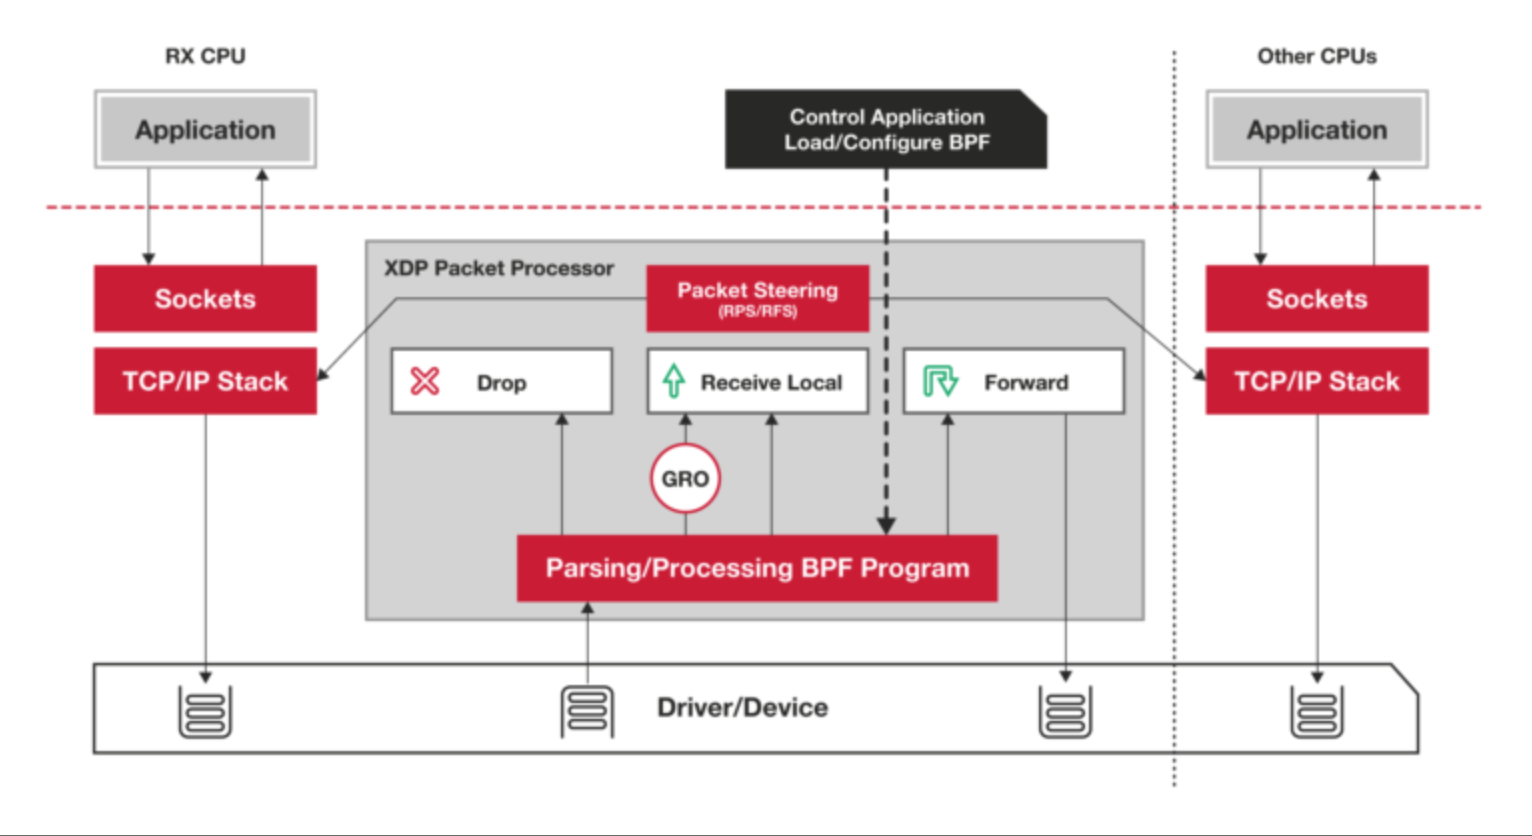 RX CPU
Other CPUs
Application
Control Application
Load/Configure BPF
Application
XDP Packet Processor
Packet Steering
(RPS/RFS)
Sockets
Sockets
TCP/IP Stack
Drop
Receive Local
Forward
TCP/IP Stack
GRO
Parsing/Processing BPF Program
Driver/Device